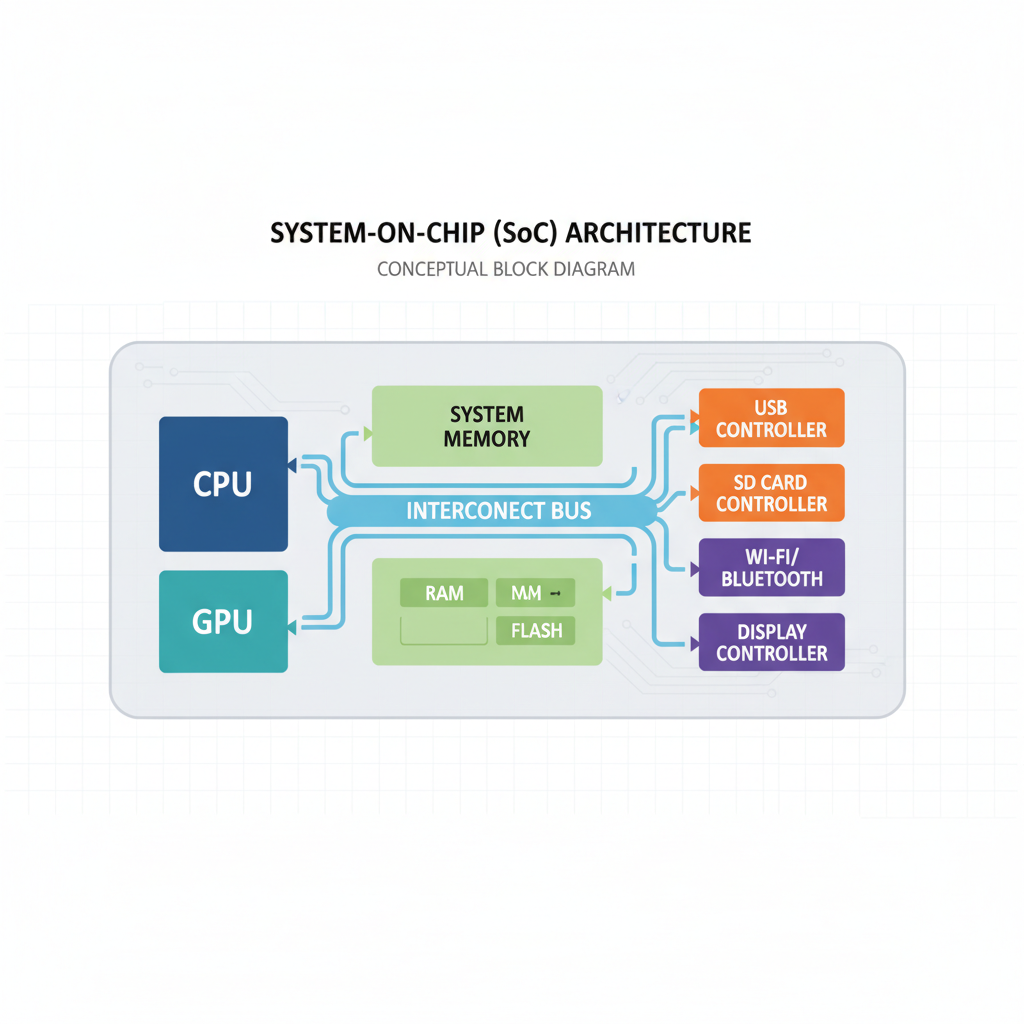 SYSTEM-ON-CHIP (SoC) ARCHITECTURE
CONCEPTUAL BLOCK DIAGRAM
CPU
GPU
SYSTEM
MEMORY
INTERCONECT BUS
RAM
FLASH
USB
CONTROLLER
SD CARD
CONTROLLER
WI-FI/
BLUETOOTH
DISPLAY
CONTROLLER